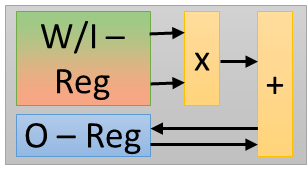 W/I –
Reg
x
+
O – Reg